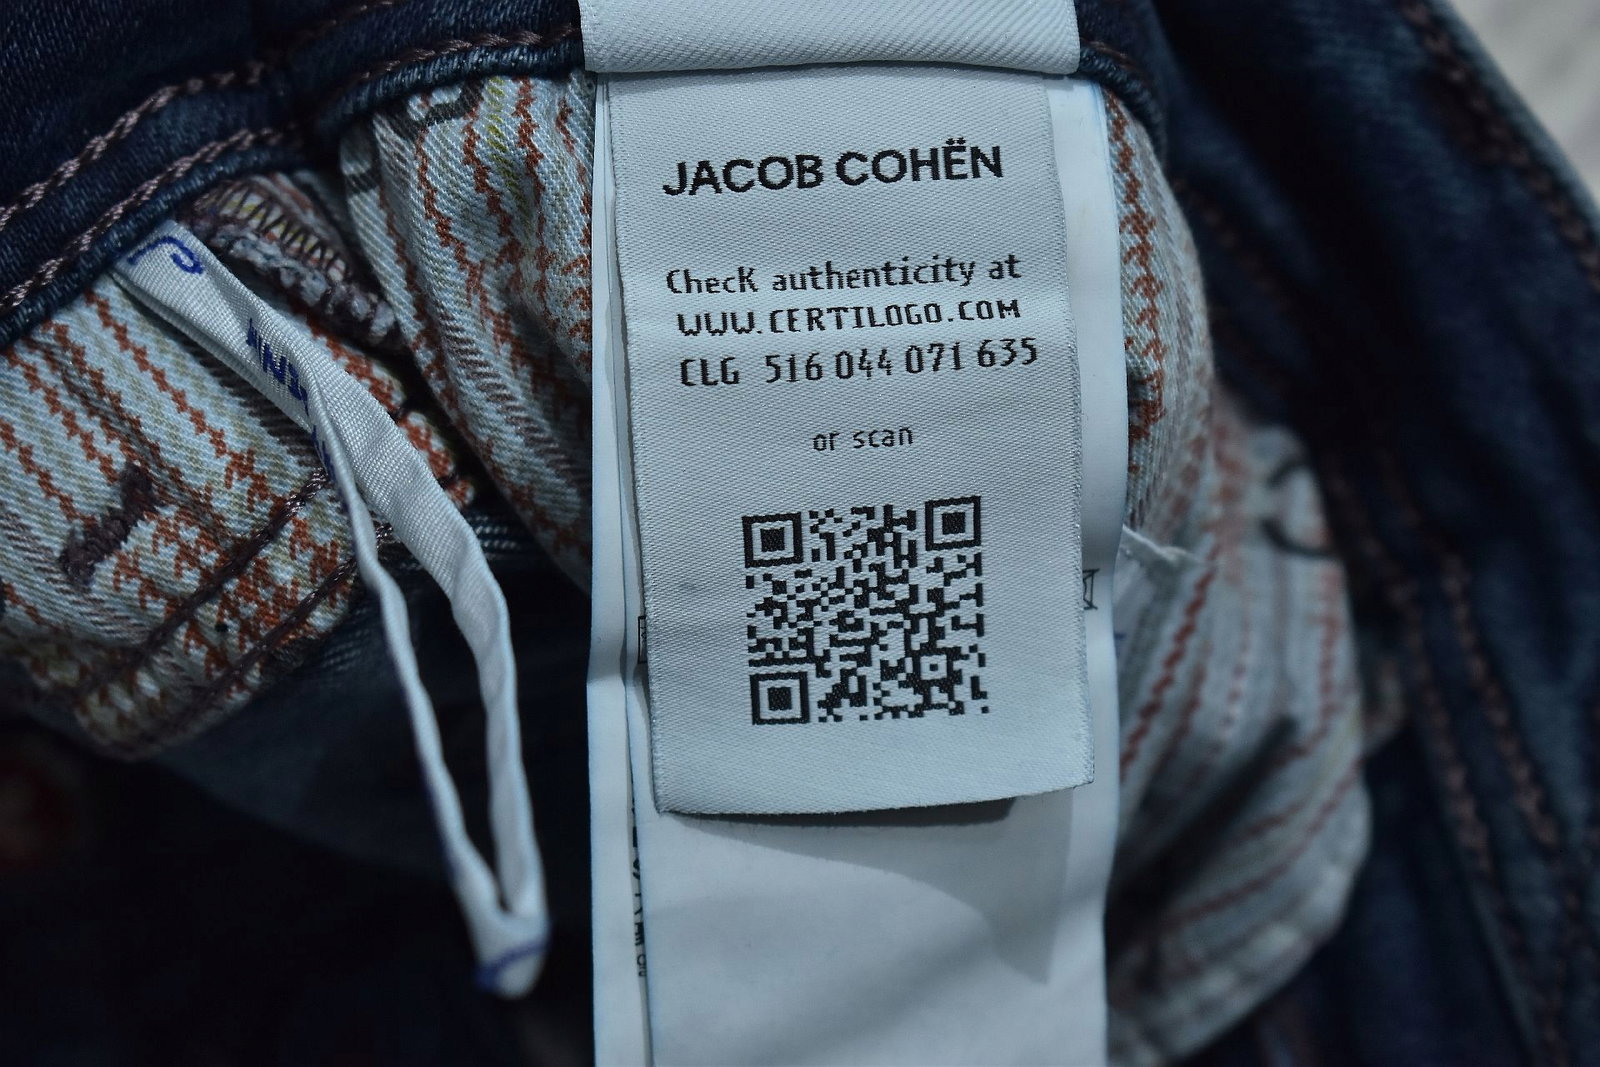 JACOB COHËN
Check authenticity at
WWW.CERTILOGO.COM
CLG 516 044 071 635
or scan